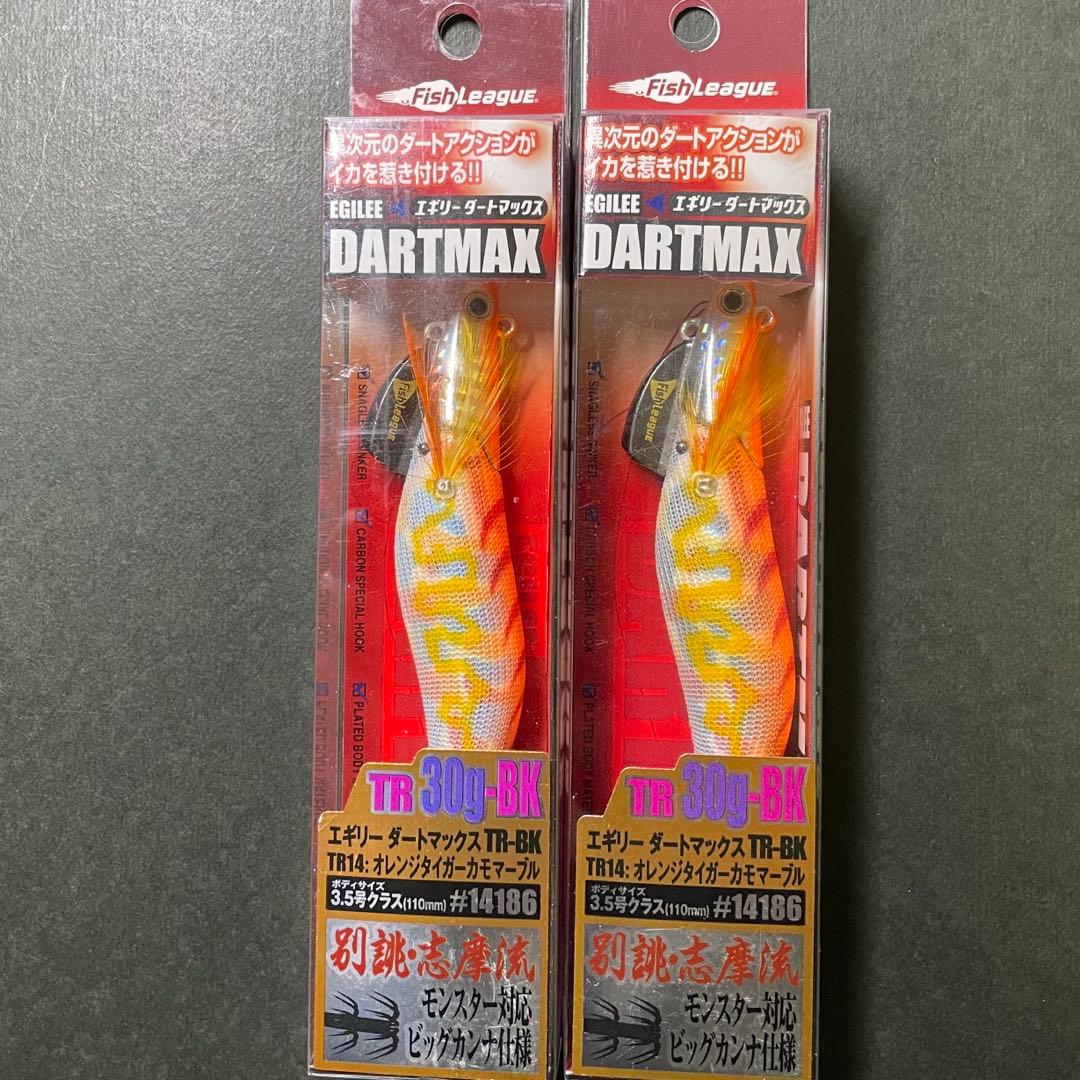 FishLEAGUE
異次元のダートアクションが
イカを惹き付ける!!
EGILEE エギリー ダートマックス
DARTMAX
FishLEAGUE
CARBON SPECIAL HOOK
TR 30g-BK
エギリー ダートマックス TR-BK
TR14: オレンジタイガーカモマーブル
ボディサイズ
3.5号クラス(110mm) #14186
別誂・志摩流
モンスター対応
ビッグカンナ仕様
FishLEAGUE
異次元のダートアクションが
イカを惹き付ける!!
EGILEE エギリー ダートマックス
DARTMAX
FishLEAGUE
SNAGLESS SINKER
CARBON SPECIAL HOOK
PLATED BODY
TR 30g-BK
エギリー ダートマックス TR-BK
TR14: オレンジタイガーカモマーブル
ボディサイズ
3.5号クラス(110mm) #14186
別誂・志摩流
モンスター対応
ビッグカンナ仕様